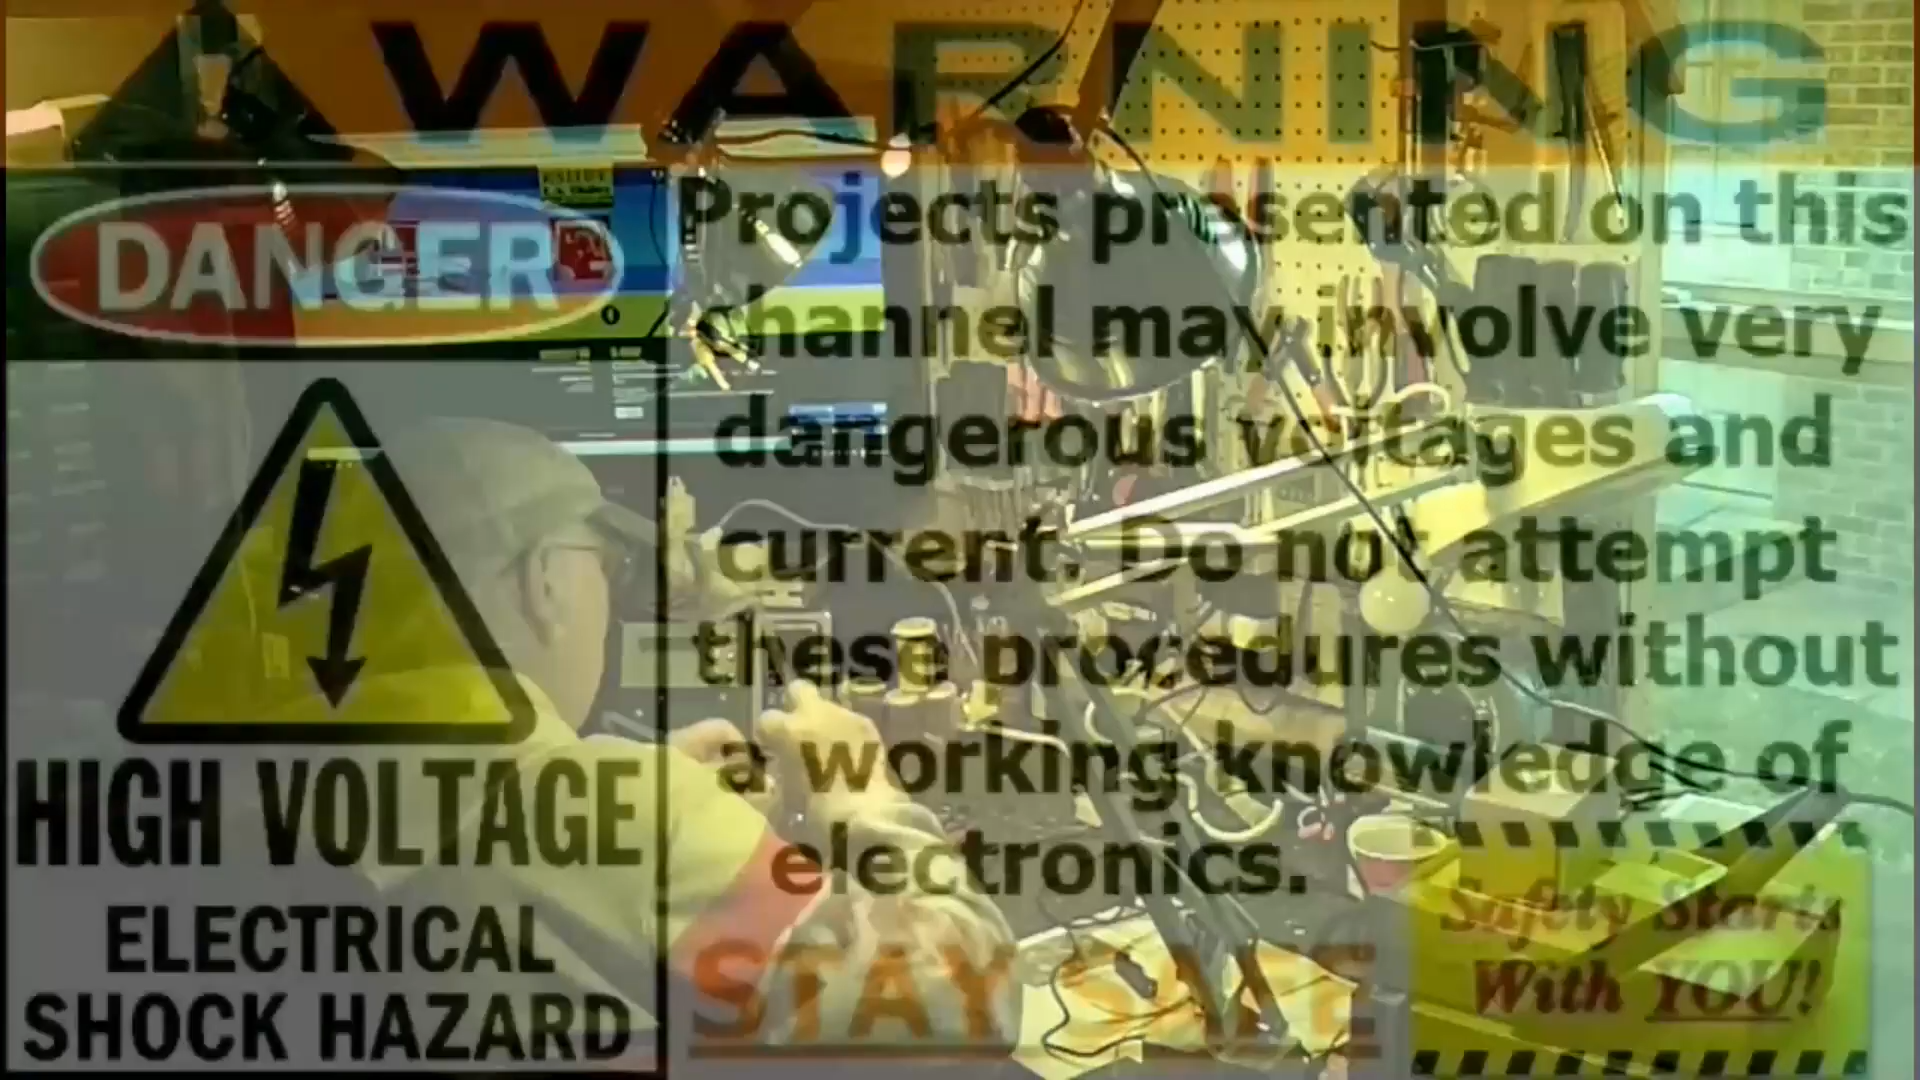 WARNING
DANGER
HIGH VOLTAGE
ELECTRICAL
SHOCK HAZARD
Projects presented on this
channel may involve very
dangerous voltages and
current. Do not attempt
these procedures without
a working knowledge of
electronics.
STAY SAFE
Safety Starts
With YOU!